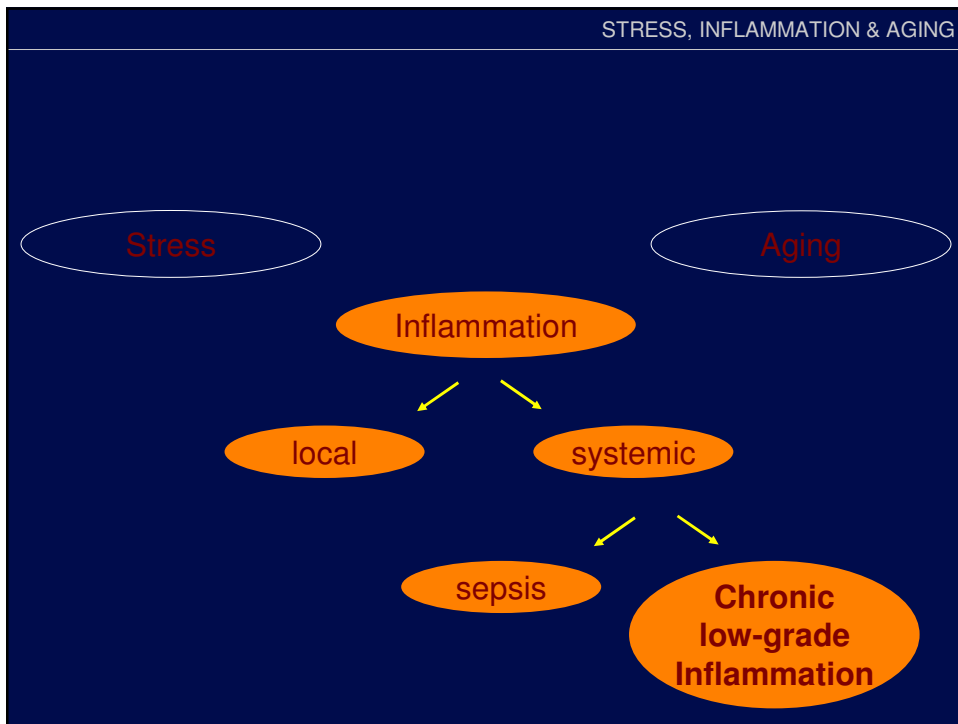 STRESS, INFLAMMATION & AGING
Stress
Aging
Inflammation
local
systemic
sepsis
Chronic
low-grade
Inflammation